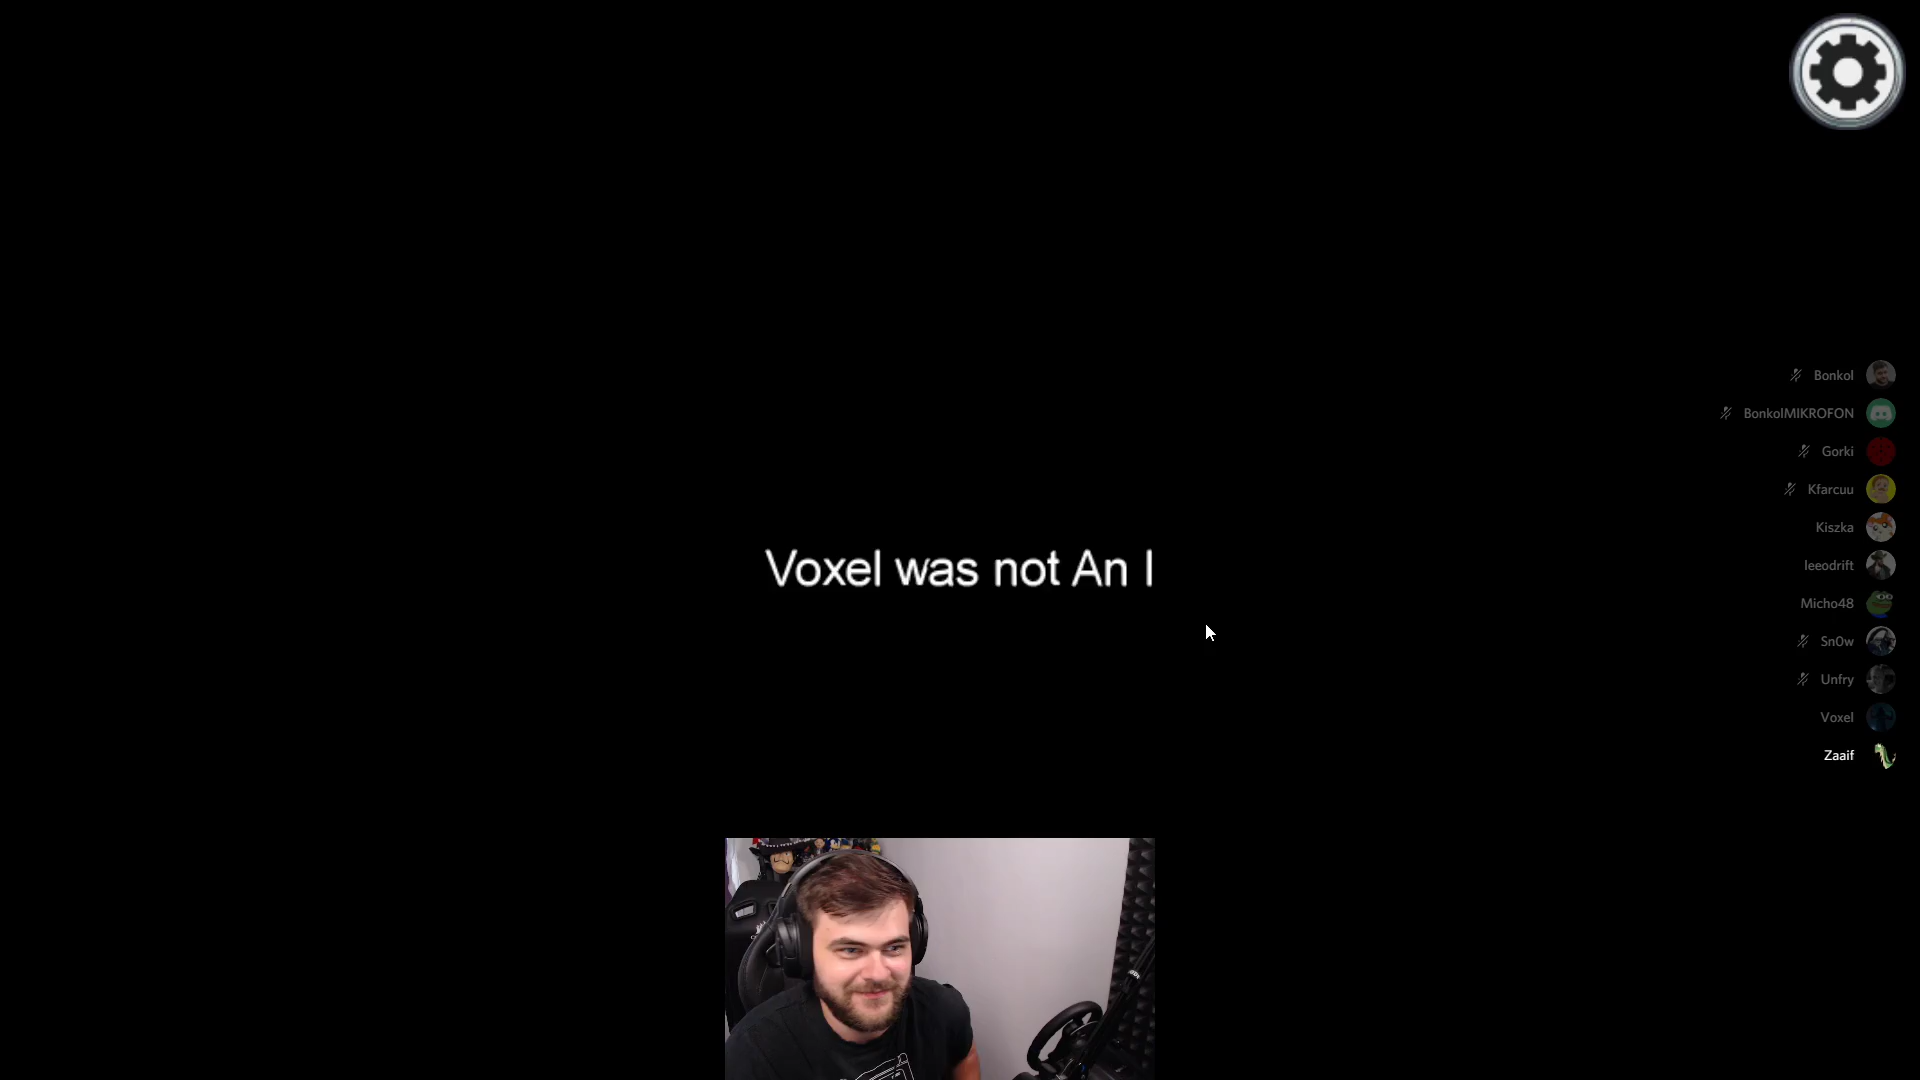 Voxel was not An I
Bonkol
BonkolMIKROFON
Gorki
Kfarcuu
Kiszka
leeodrift
Micho48
Sn0w
Unfry
Voxel
Zaaif